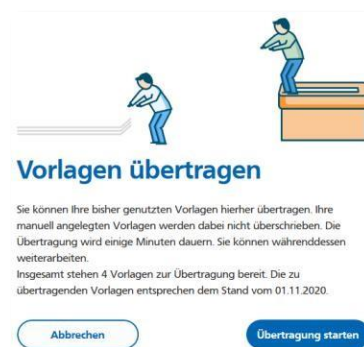 Vorlagen übertragen
Sie können Ihre bisher genutzten Vorlagen hierher übertragen. Ihre
manuell angelegten Vorlagen werden dabei nicht überschrieben. Die
Übertragung wird einige Minuten dauern. Sie können währenddessen
weiterarbeiten.
Insgesamt stehen 4 Vorlagen zur Übertragung bereit. Die zu
übertragenden Vorlagen entsprechen dem Stand vom 01.11.2020.
Abbrechen
Übertragung starten